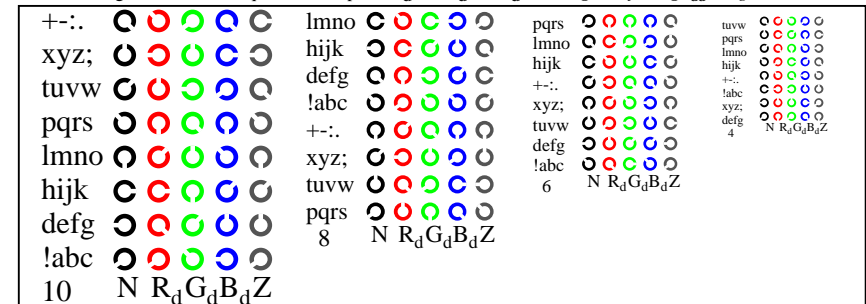 +-:.
xyz;
tuvw
pqrs
lmno
hijk
defg
!abc
10 N RdGdBdZ
lmno
hijk
defg
!abc
+-:.
xyz;
tuvw
pqrs
8 N RdGdBdZ
pqrs
lmno
hijk
+-:.
xyz;
tuvw
defg
!abc
6 N RdGdBdZ
tuvw
pqrs
lmno
hijk
+-:.
!abc
xyz;
defg
4 N RdGdBdZ